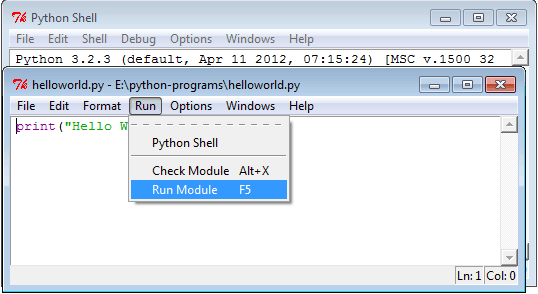 Python Shell
File Edit Shell Debug Options Windows Help
Python 3.2.3 (default, Apr 11 2012, 07:15:24) [MSC v.1500 32
helloworld.py - E:\python-programs\helloworld.py
File Edit Format Run Options Windows Help
print("Hello W
Python Shell
Check Module Alt+X
Run Module F5
Ln: 1 Col: 0